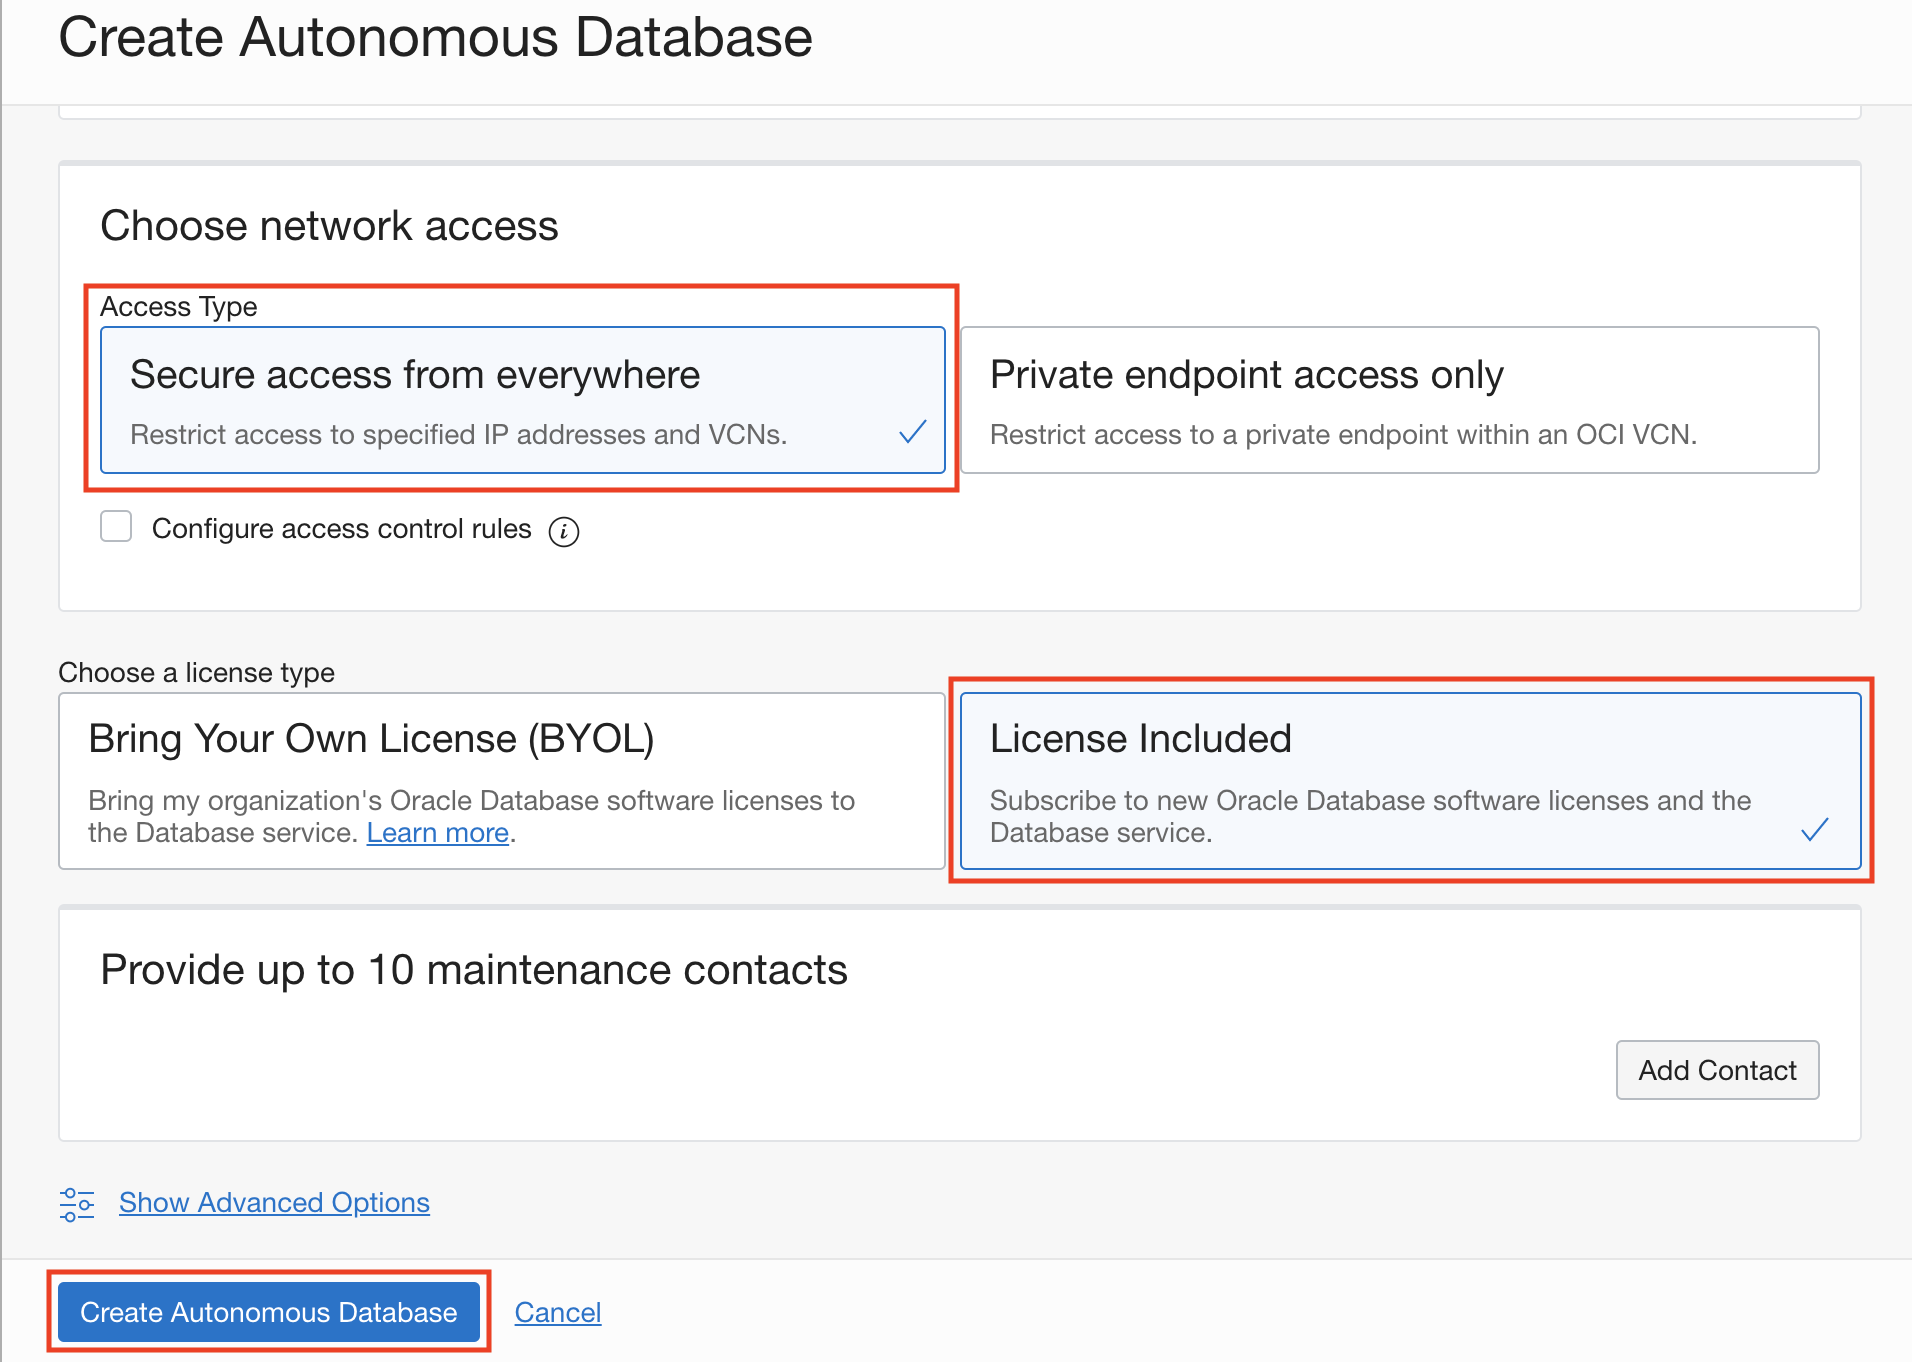 Create Autonomous Database
Choose network access
Access Type
Secure access from everywhere
Restrict access to specified IP addresses and VCNs.
Private endpoint access only
Restrict access to a private endpoint within an OCI VCN.
Configure access control rules i
Choose a license type
Bring Your Own License (BYOL)
Bring my organization's Oracle Database software licenses to
the Database service. Learn more.
License Included
Subscribe to new Oracle Database software licenses and the
Database service.
Provide up to 10 maintenance contacts
Add Contact
Show Advanced Options
Create Autonomous Database
Cancel